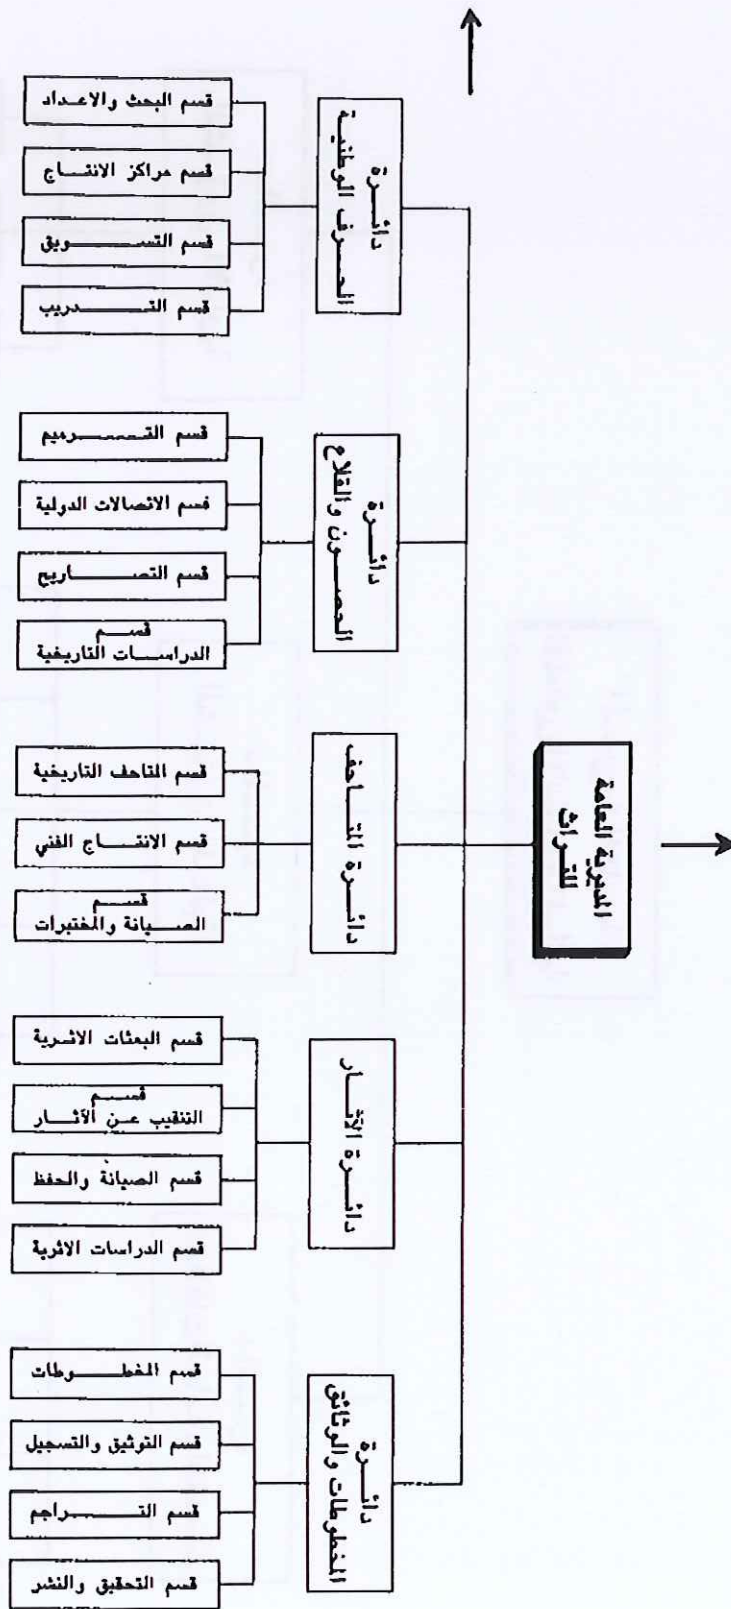 المديرية العامة
للتراث
دائرة
الحرف الوطنية
قسم البحث والاعداد
قسم مراكز الانتاج
قسم التسويق
قسم التدريب
دائرة
الحصون والقلاع
قسم الترميم
قسم الاتصالات الدولية
قسم التصاريح
قسم
الدراسات التاريخية
دائرة المتاحف
قسم المتاحف التاريخية
قسم الانتاج الفني
قسم
الصيانة والمختبرات
دائرة الآثار
قسم البعثات الاثرية
قسم
التنقيب عن الآثار
قسم الصيانة والحفظ
قسم الدراسات الاثرية
دائرة
المخطوطات والوثائق
قسم المخطوطات
قسم التوثيق والتسجيل
قسم التراجم
قسم التحقيق والنشر